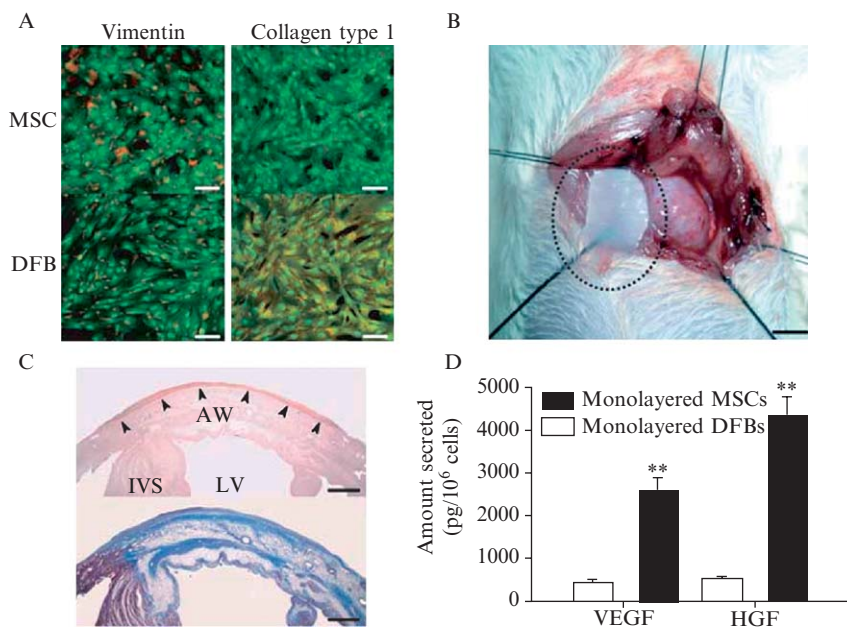 A
Vimentin
Collagen type 1
MSC
DFB
B
C
AW
IVS
LV
D
Amount secreted
(pg/10⁶ cells)
5000
4000
3000
2000
1000
0
Monolayered MSCs
Monolayered DFBs
**
**
VEGF
HGF